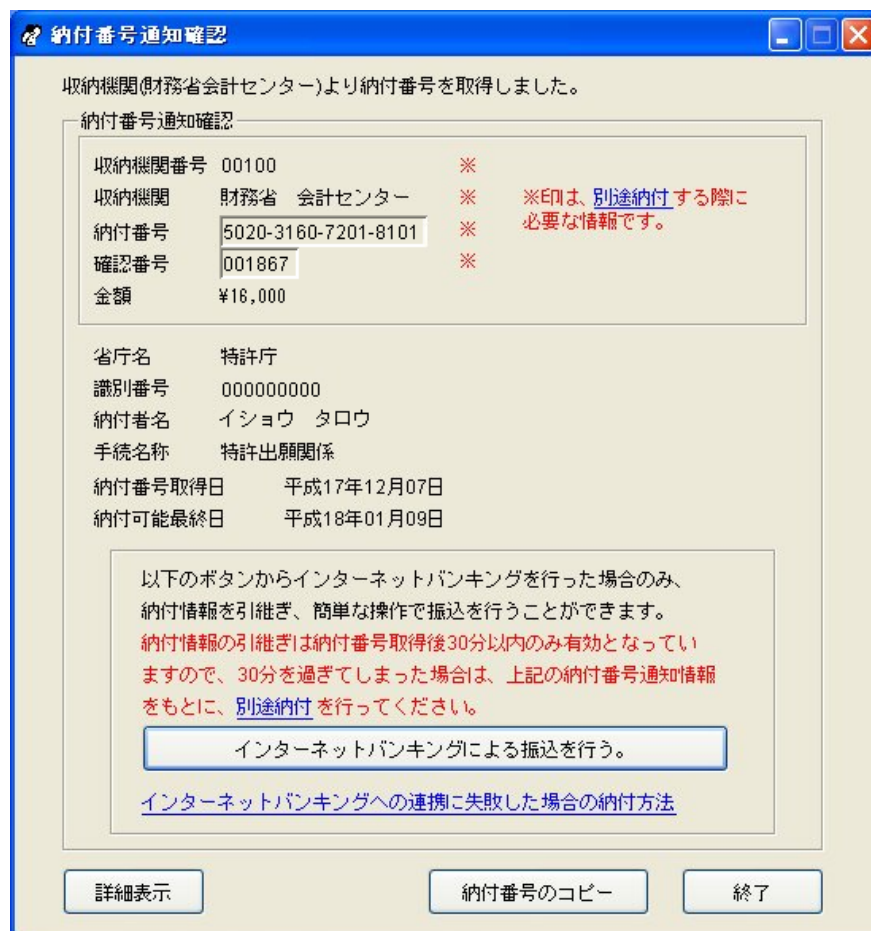 納付番号通知確認
収納機関(財務省会計センター)より納付番号を取得しました。
納付番号通知確認
収納機関番号 00100 ※
収納機関 財務省 会計センター ※ ※印は、別途納付する際に
必要な情報です。
納付番号 5020-3160-7201-8101 ※
確認番号 001867 ※
金額 ¥16,000
省庁名 特許庁
識別番号 000000000
納付者名 イショウ タロウ
手続名称 特許出願関係
納付番号取得日 平成17年12月07日
納付可能最終日 平成18年01月09日
以下のボタンからインターネットバンキングを行った場合のみ、
納付情報を引継ぎ、簡単な操作で振込を行うことができます。
納付情報の引継ぎは納付番号取得後30分以内のみ有効となってい
ますので、30分を過ぎてしまった場合は、上記の納付番号通知情報
をもとに、別途納付を行ってください。
インターネットバンキングによる振込を行う。
インターネットバンキングへの連携に失敗した場合の納付方法
詳細表示 納付番号のコピー 終了